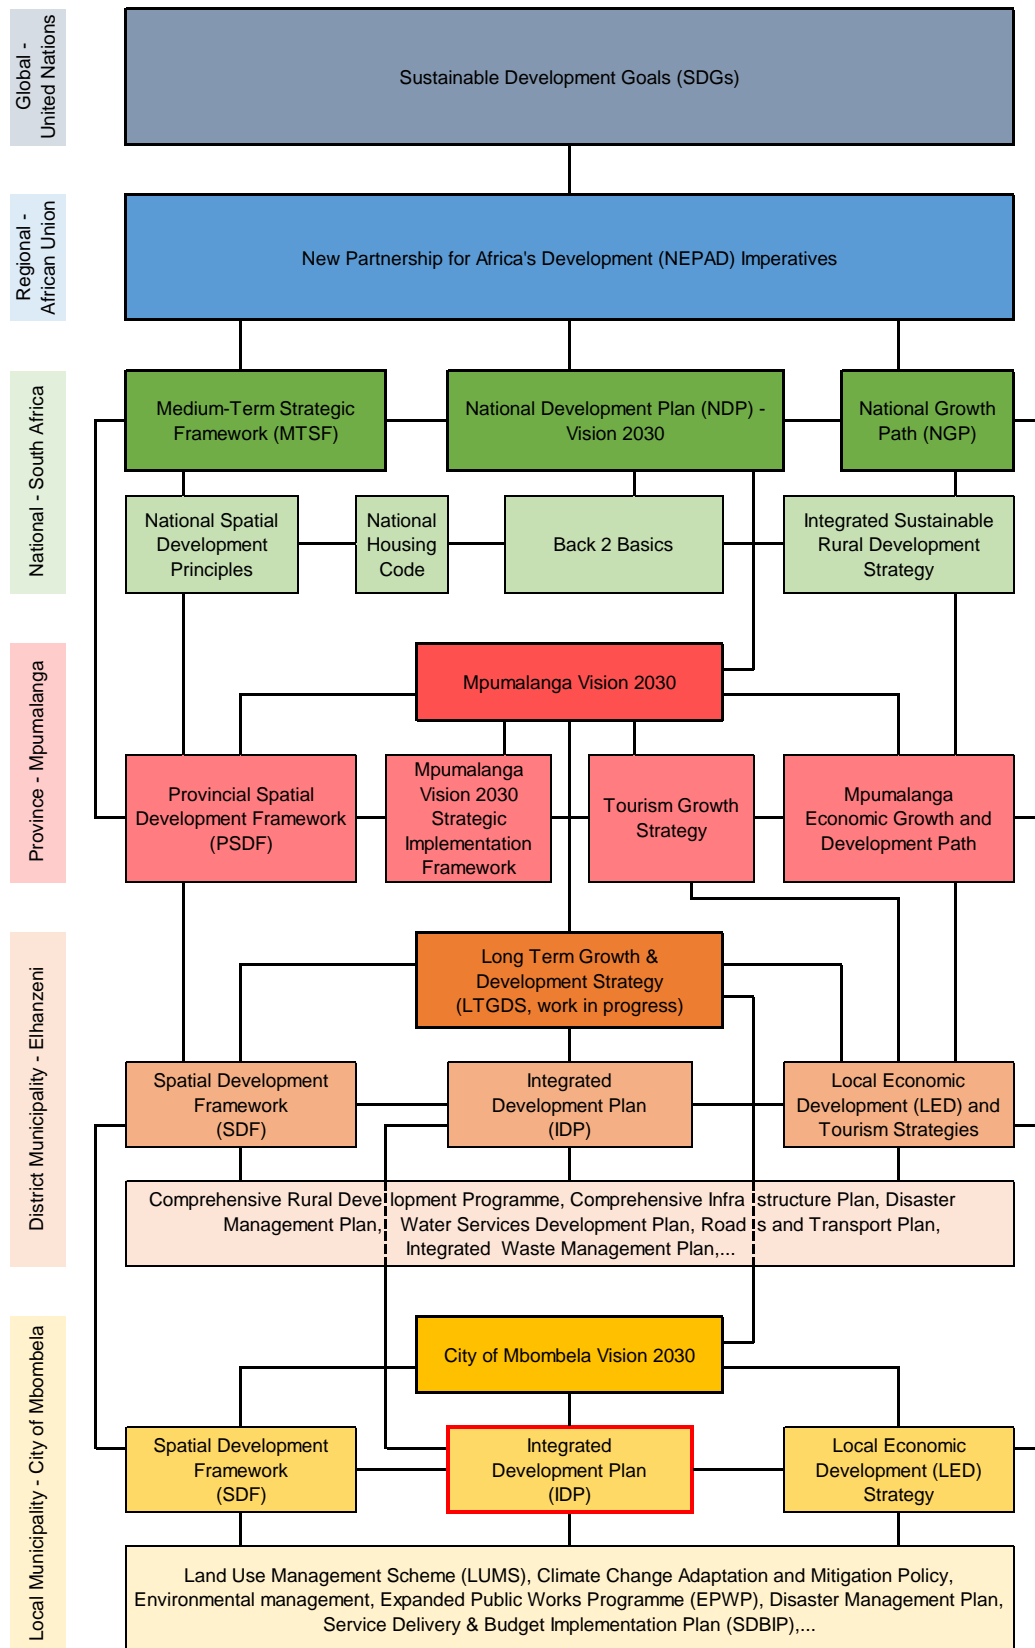 Global -
United Nations
Sustainable Development Goals (SDGs)
Regional -
African Union
New Partnership for Africa's Development (NEPAD) Imperatives
National - South Africa
Medium-Term Strategic
Framework (MTSF)
National Development Plan (NDP) -
Vision 2030
National Growth
Path (NGP)
National Spatial
Development
Principles
National
Housing
Code
Back 2 Basics
Integrated Sustainable
Rural Development
Strategy
Province - Mpumalanga
Mpumalanga Vision 2030
Provincial Spatial
Development Framework
(PSDF)
Mpumalanga
Vision 2030
Strategic
Implementation
Framework
Tourism Growth
Strategy
Mpumalanga
Economic Growth and
Development Path
District Municipality - Elhanzeni
Long Term Growth &
Development Strategy
(LTGDS, work in progress)
Spatial Development
Framework
(SDF)
Integrated
Development Plan
(IDP)
Local Economic
Development (LED) and
Tourism Strategies
Comprehensive Rural Development Programme, Comprehensive Infrastructure Plan, Disaster
Management Plan, Water Services Development Plan, Roads and Transport Plan,
Integrated Waste Management Plan,...
Local Municipality - City of Mbombela
City of Mbombela Vision 2030
Spatial Development
Framework
(SDF)
Integrated
Development Plan
(IDP)
Local Economic
Development (LED)
Strategy
Land Use Management Scheme (LUMS), Climate Change Adaptation and Mitigation Policy,
Environmental management, Expanded Public Works Programme (EPWP), Disaster Management Plan,
Service Delivery & Budget Implementation Plan (SDBIP),...